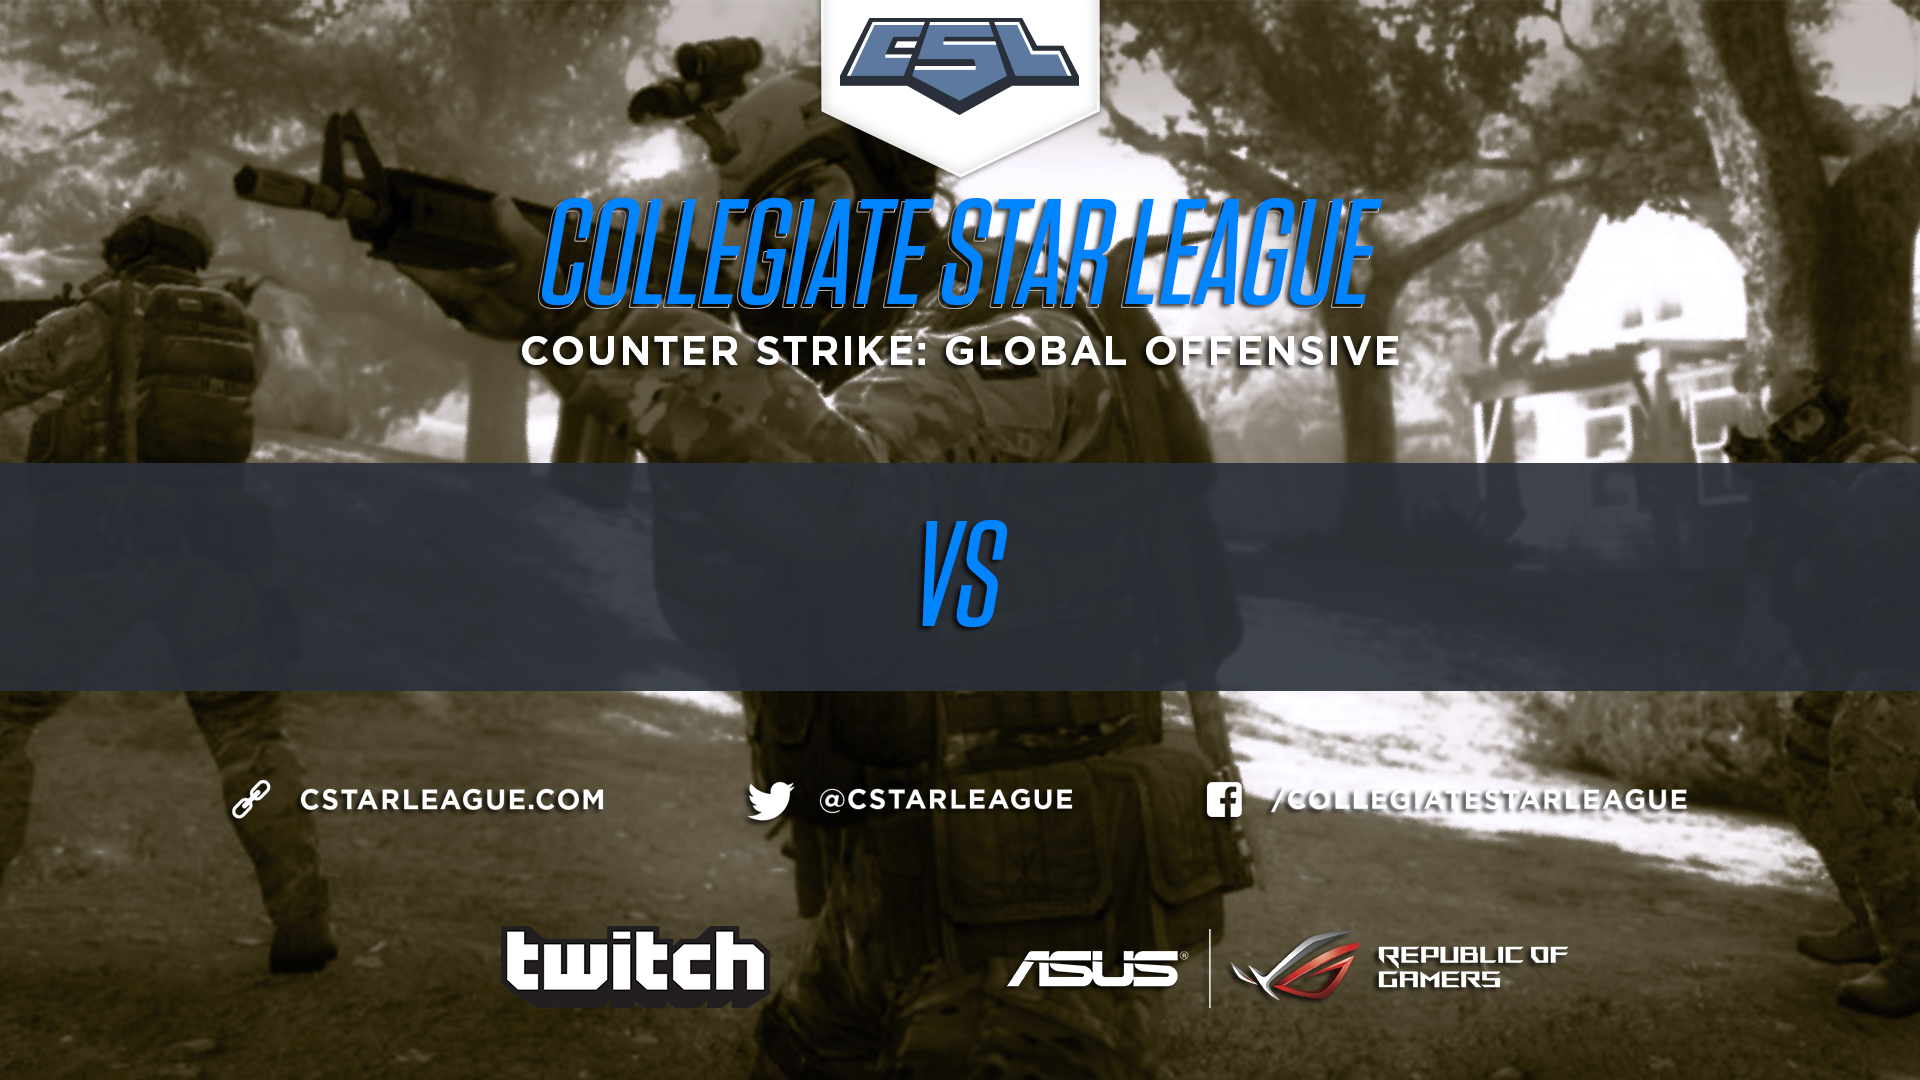 CSL
COLLEGIATE STAR LEAGUE
COUNTER STRIKE: GLOBAL OFFENSIVE
VS
CSTARLEAGUE.COM
@CSTARLEAGUE
/COLLEGIATESTARLEAGUE
twitch
ASUS®
REPUBLIC OF
GAMERS